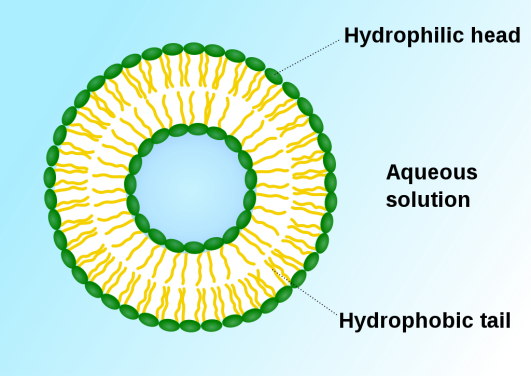 Hydrophilic head
Aqueous
solution
Hydrophobic tail